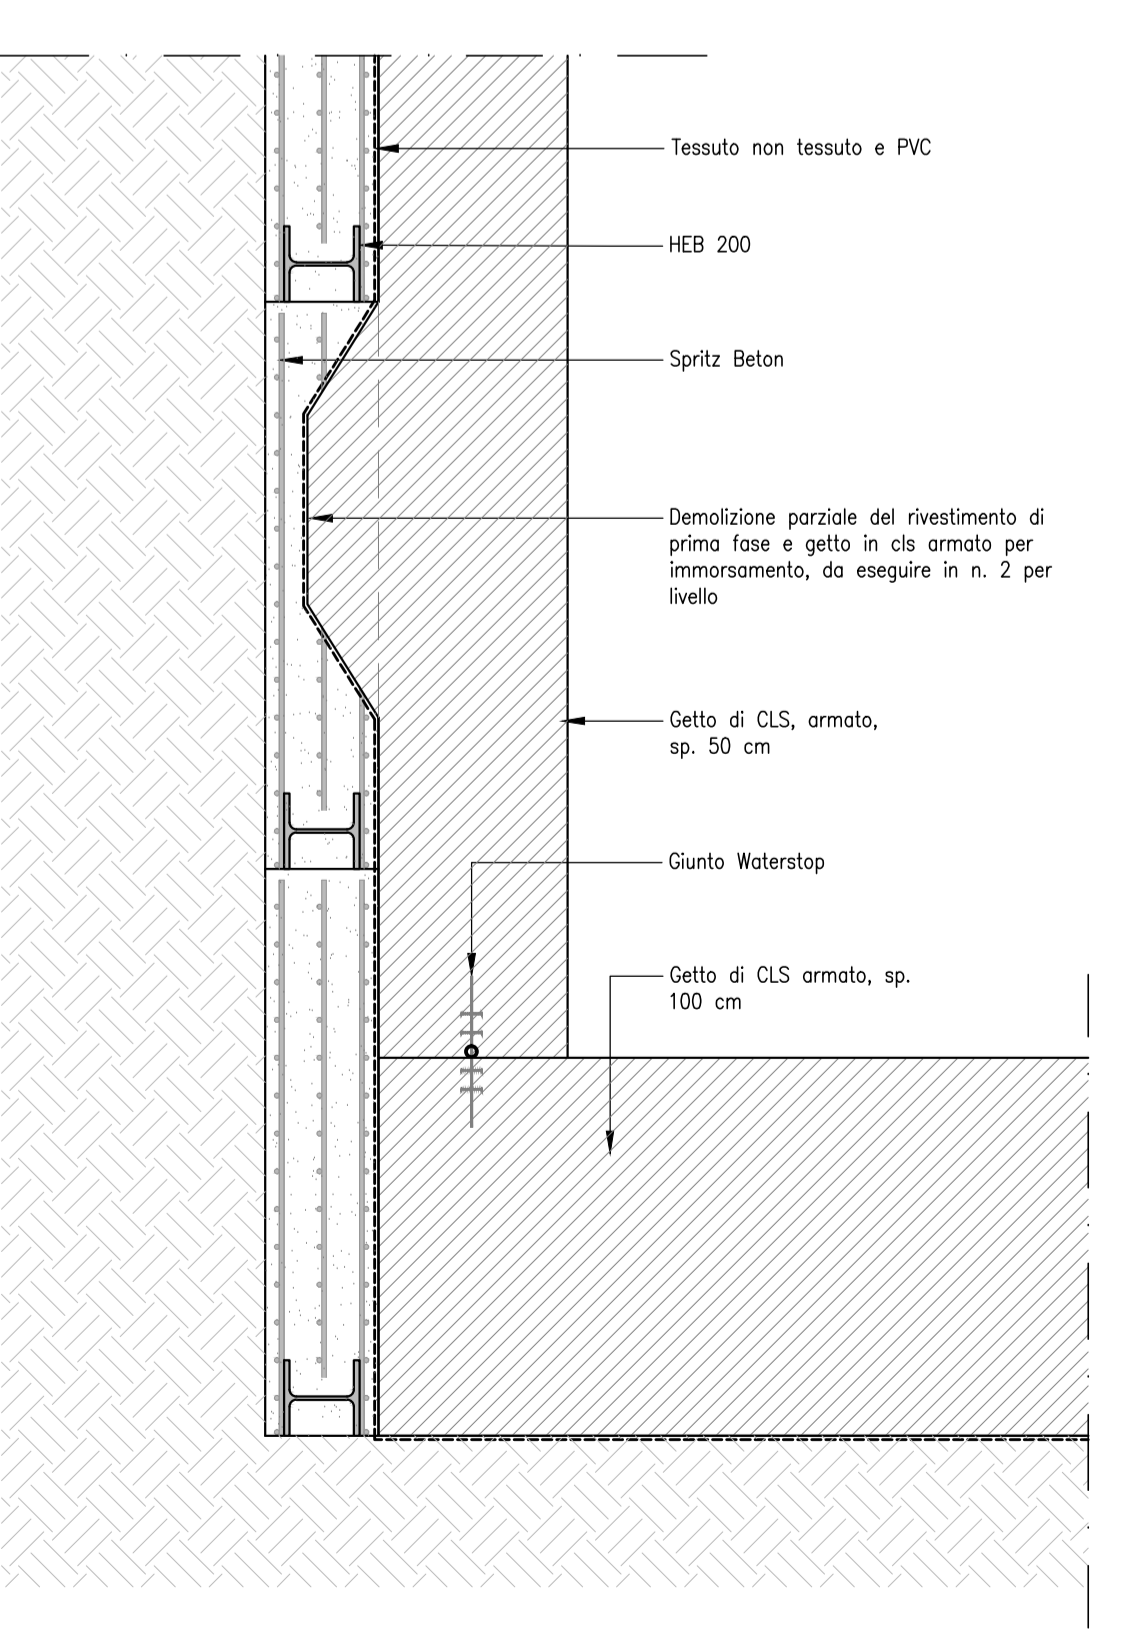 Tessuto non tessuto e PVC
HEB 200
Spritz Beton
Demolizione parziale del rivestimento di
prima fase e getto in cls armato per
immorsamento, da eseguire in n. 2 per
livello
Getto di CLS, armato,
sp. 50 cm
Giunto Waterstop
Getto di CLS armato, sp.
100 cm